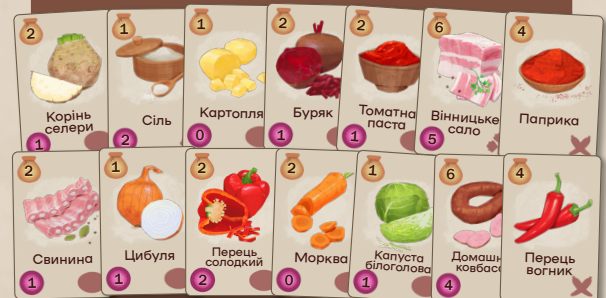 2
1
1
2
2
6
4
Корінь
селери
Сіль
Картопля
Буряк
Томатна
паста
Вінницьке
сало
Паприка
1
2
0
1
1
5
2
1
2
2
1
6
4
Свинина
Цибуля
Перець
солодкий
Морква
Капуста
білоголова
Домашн
ковбас
Перець
вогник
1
1
2
0
1
4